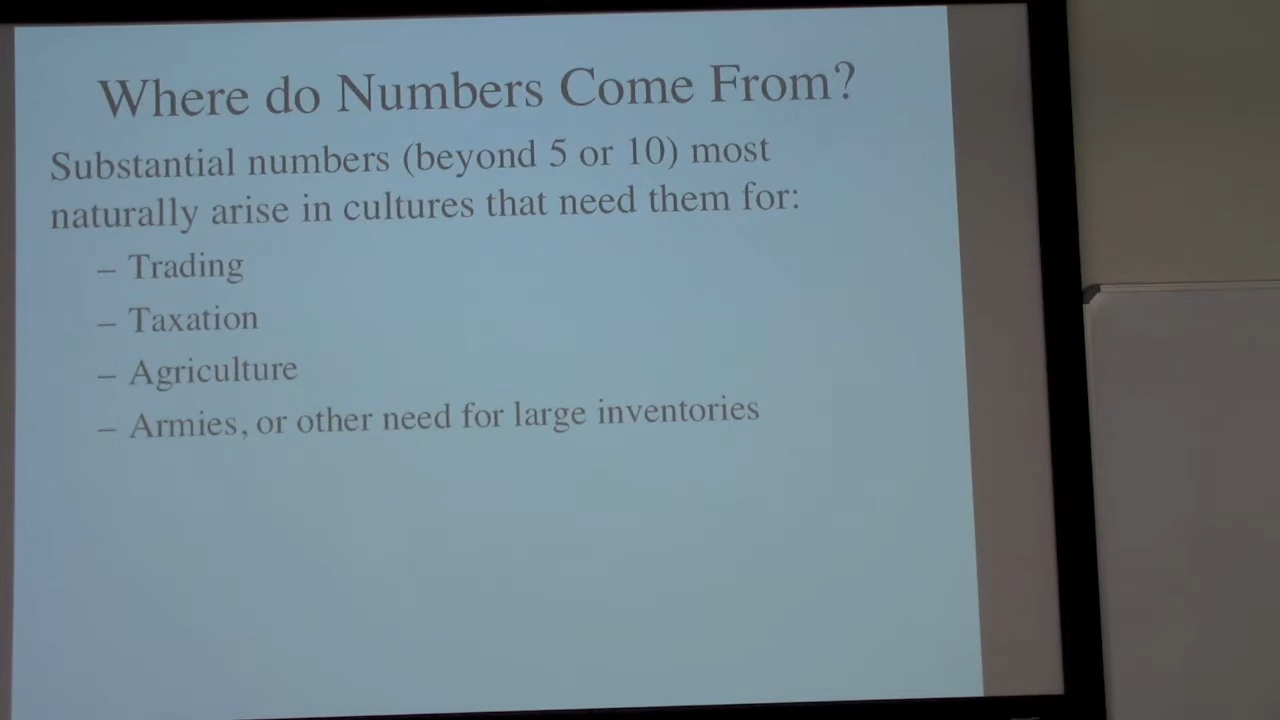 Where do Numbers Come From?
Substantial numbers (beyond 5 or 10) most
naturally arise in cultures that need them for:
– Trading
– Taxation
– Agriculture
– Armies, or other need for large inventories